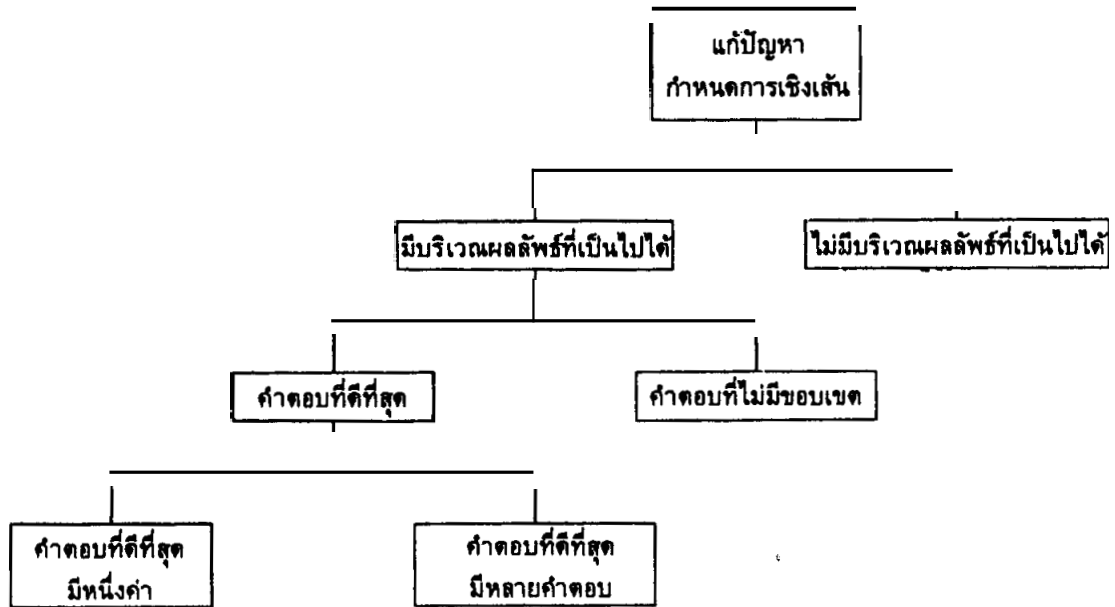 แก้ปัญหา
กำหนดการเชิงเส้น
มีบริเวณผลลัพธ์ที่เป็นไปได้
ไม่มีบริเวณผลลัพธ์ที่เป็นไปได้
คำตอบที่ดีที่สุด
คำตอบที่ไม่มีขอบเขต
คำตอบที่ดีที่สุด
มีหนึ่งค่า
คำตอบที่ดีที่สุด
มีหลายคำตอบ